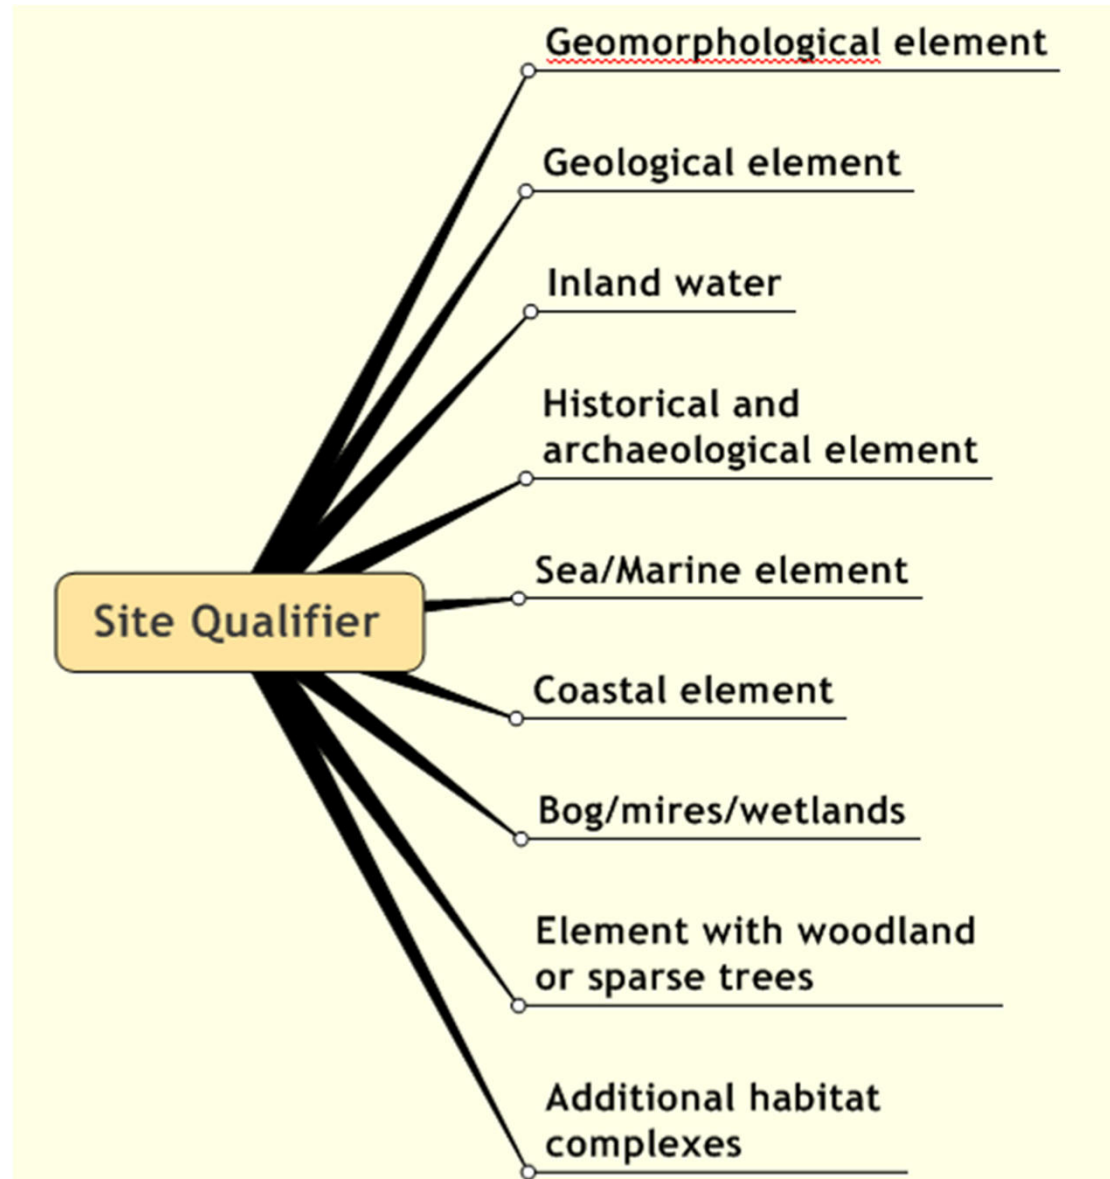 Geomorphological element
Geological element
Inland water
Historical and
archaeological element
Sea/Marine element
Site Qualifier
Coastal element
Bog/mires/wetlands
Element with woodland
or sparse trees
Additional habitat
complexes